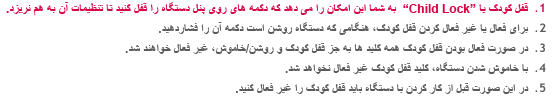 1. قفل کودک یا "Child Lock" به شما این امکان را می دهد که دکمه های روی پنل دستگاه را قفل کنید تا تنظیمات آن به هم نریزد.
2. برای فعال یا غیر فعال کردن قفل کودک، هنگامی که دستگاه روشن است دکمه آن را فشاردهید.
3. در صورت فعال بودن قفل کودک همه کلید ها به جز قفل کودک و روشن/خاموش، غیر فعال خواهند شد.
4. با خاموش شدن دستگاه، کلید قفل کودک غیر فعال نخواهد شد.
5. در این صورت قبل از کار کردن با دستگاه باید قفل کودک را غیر فعال کنید.